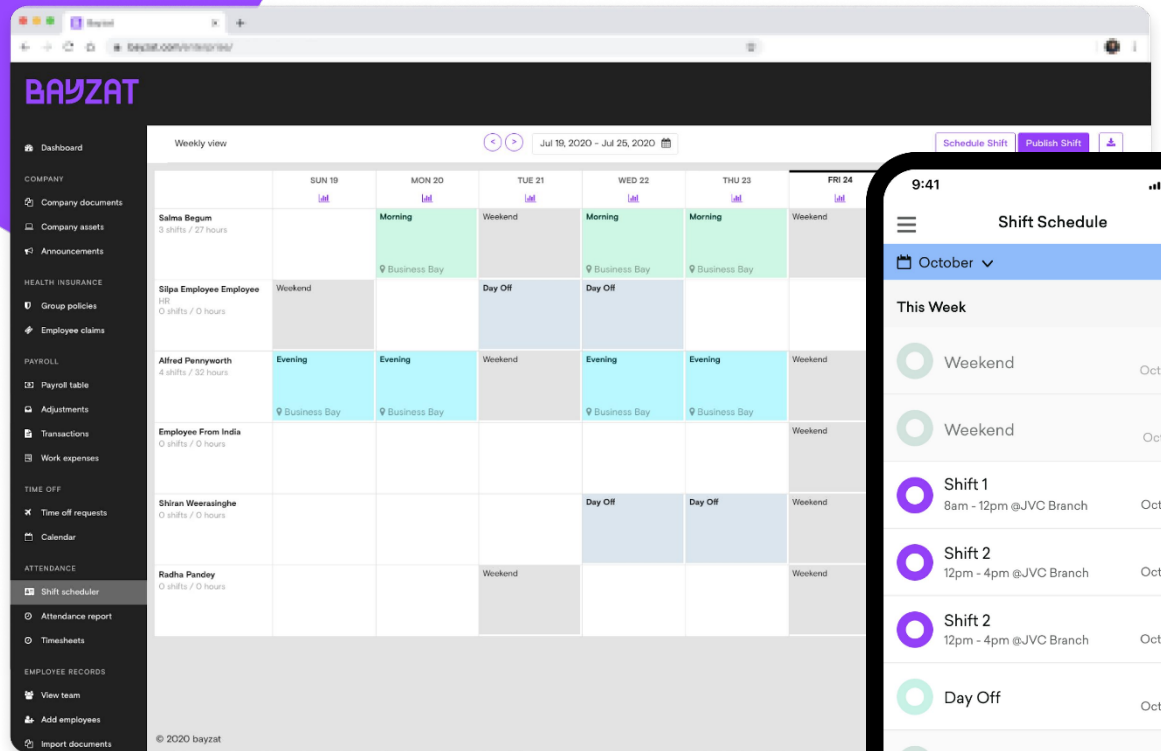 Bayzat
bayzat.com/enterprise/
BAYZAT
Dashboard
COMPANY
Company documents
Company assets
Announcements
HEALTH INSURANCE
Group policies
Employee claims
PAYROLL
Payroll table
Adjustments
Transactions
Work expenses
TIME OFF
Time off requests
Calendar
ATTENDANCE
Shift scheduler
Attendance report
Timesheets
EMPLOYEE RECORDS
View team
Add employees
Import documents
Weekly view
< > Jul 19, 2020 - Jul 25, 2020
Schedule Shift Publish Shift
SUN 19 MON 20 TUE 21 WED 22 THU 23 FRI 24
Salma Begum Morning Weekend Morning Morning Weekend
3 shifts / 27 hours
Business Bay Business Bay Business Bay
Silpa Employee Employee Weekend Day Off Day Off
HR
0 shifts / 0 hours
Alfred Pennyworth Evening Evening Weekend Evening Evening Weekend
4 shifts / 32 hours
Business Bay Business Bay Business Bay Business Bay
Employee From India Weekend
0 shifts / 0 hours
Shiran Weerasinghe Day Off Day Off Weekend
0 shifts / 0 hours
Radha Pandey Weekend Weekend
0 shifts / 0 hours
© 2020 bayzat
9:41
Shift Schedule
October
This Week
Weekend
Oct
Weekend
Oct
Shift 1
8am - 12pm @JVC Branch Oct
Shift 2
12pm - 4pm @JVC Branch Oct
Shift 2
12pm - 4pm @JVC Branch Oct
Day Off
Oct